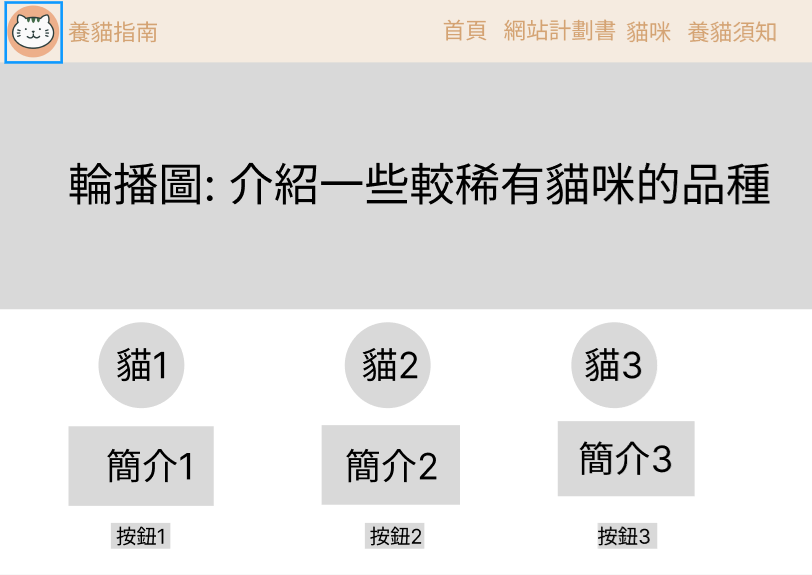 養貓指南 首頁 網站計劃書 貓咪 養貓須知
輪播圖: 介紹一些較稀有貓咪的品種
貓1 貓2 貓3
簡介1 簡介2 簡介3
按鈕1 按鈕2 按鈕3